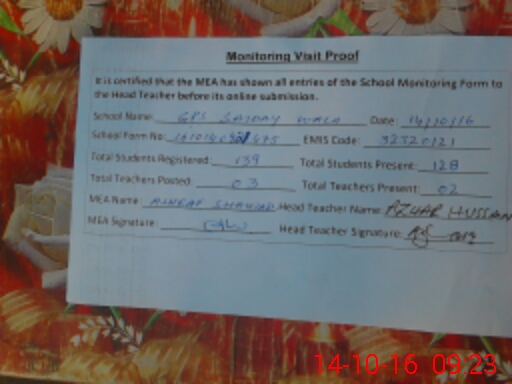 Monitoring Visit Proof
It is certified that the MEA has shown all entries of the School Monitoring Form to
the Head Teacher before its online submission.
School Name: GPS WALA Date: 14/10/16
School Form No: EMIS Code: 32320121
Total Students Registered: 139 Total Students Present: 128
Total Teachers Posted: 03 Total Teachers Present: 02
MEA Name Head Teacher Name: AZHAR HUSSAIN
MEA Signature: Head Teacher Signature:
14-10-16 09:23